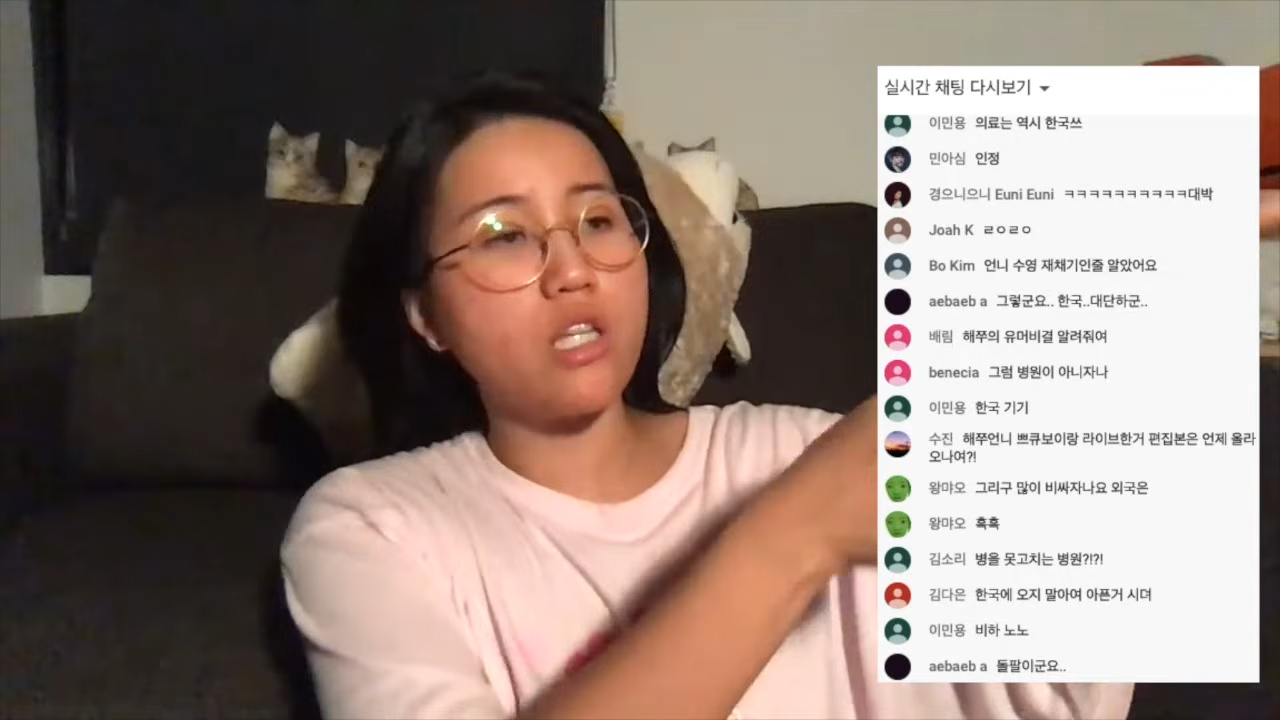 실시간 채팅 다시보기
이민용 의료는 역시 한국쓰
민아심 인정
경으니으니 Euni Euni ㅋㅋㅋㅋㅋㅋㅋㅋㅋㅋ대박
Joah K ㄹㅇㄹㅇ
Bo Kim 언니 수영 재채기인줄 알았어요
aebaeb a 그렇군요.. 한국..대단하군..
배림 해쭈의 유머비결 알려줘여
benecia 그럼 병원이 아니자나
이민용 한국 기기
수진 해쭈언니 쁘큐보이랑 라이브한거 편집본은 언제 올라
오나여?!
왕먀오 그리구 많이 비싸자나요 외국은
왕먀오 흑흑
김소리 병을 못고치는 병원?!?!
김다은 한국에 오지 말아여 아픈거 시뎌
이민용 비하 노노
aebaeb a 돌팔이군요..